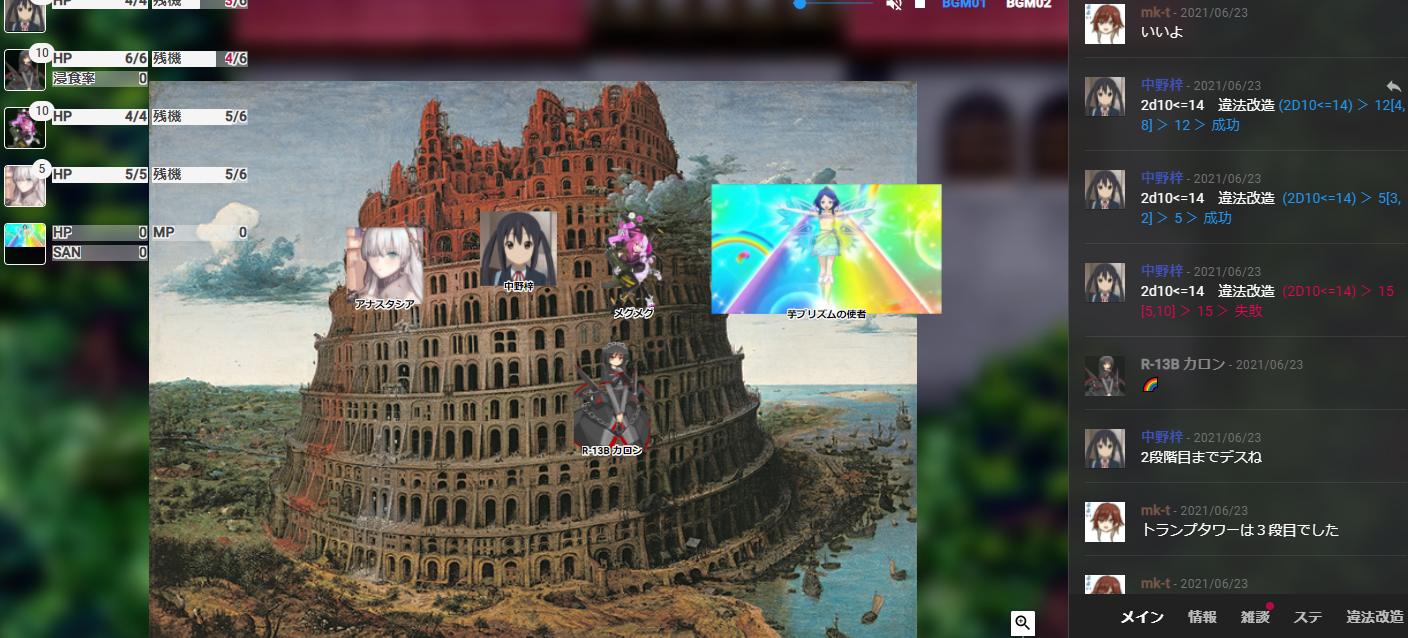 HP 4/4 残機 3/6
10
HP 6/6 残機 4/6
浸食率 0
10
HP 4/4 残機 5/6
5
HP 5/5 残機 5/6
HP 0 MP 0
SAN 0
BGM01 BGM02
アナスタシア
中野梓
メグメグ
芋プリズムの使者
R-13B カロン
mk-t - 2021/06/23
いいよ
中野梓 - 2021/06/23
2d10<=14　違法改造 (2D10<=14) ＞ 12[4,
8] ＞ 12 ＞ 成功
中野梓 - 2021/06/23
2d10<=14　違法改造 (2D10<=14) ＞ 5[3,
2] ＞ 5 ＞ 成功
中野梓 - 2021/06/23
2d10<=14　違法改造 (2D10<=14) ＞ 15
[5,10] ＞ 15 ＞ 失敗
R-13B カロン - 2021/06/23
🌈
中野梓 - 2021/06/23
2段階目までデスね
mk-t - 2021/06/23
トランプタワーは３段目でした
mk-t - 2021/06/23
メイン 情報 雑談 ステ 違法改造